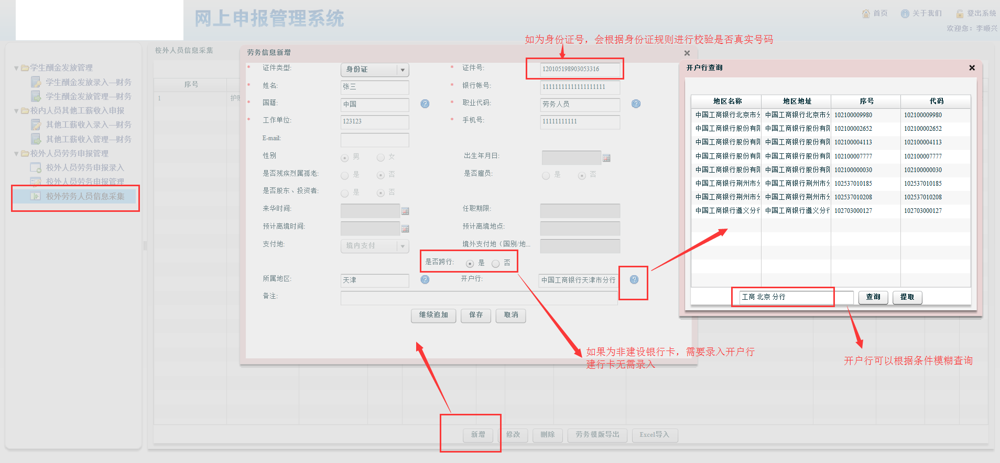 网上申报管理系统
首页 关于我们 登出系统
欢迎您：李顺兴
如为身份证号，会根据身份证规则进行校验是否真实号码
学生酬金发放管理
学生酬金发放录入—财务
学生酬金发放管理—财务
校内人员其他工薪收入申报
其他工薪收入录入—财务
其他工薪收入管理—财务
校外人员劳务申报管理
校外人员劳务申报录入
校外人员劳务申报管理
校外劳务人员信息采集
校外人员信息采集
序号
1 护照
劳务信息新增
* 证件类型: 身份证 * 证件号: 120105198903053316
* 姓名: 张三 * 银行帐号: 11111111111111111111
* 国籍: 中国 * 职业代码: 劳务人员
* 工作单位: 123123 * 手机号: 11111111111
E-mail:
性别 男 女 出生年月日:
是否残疾烈属孤老: 是 否 是否雇员: 是 否
是否股东、投资者: 是 否
来华时间: 任职期限:
预计离境时间: 预计离境地点:
支付地: 境内支付 境外支付地（国别/地...
是否跨行: 是 否
所属地区: 天津 开户行: 中国工商银行天津市分行
备注:
继续追加 保存 取消
如果为非建设银行卡，需要录入开户行
建行卡无需录入
新增 修改 删除 劳务模版导出 Excel导入
开户行查询
地区名称 地区地址 序号 代码
中国工商银行北京市分 中国工商银行北京市分 102100009980 102100009980
中国工商银行股份有限 中国工商银行股份有限 102100002652 102100002652
中国工商银行股份有限 中国工商银行股份有限 102100004113 102100004113
中国工商银行股份有限 中国工商银行股份有限 102100007777 102100007777
中国工商银行股份有限 中国工商银行股份有限 102100000030 102100000030
中国工商银行荆州市分 中国工商银行荆州市分 102537010185 102537010185
中国工商银行荆州市分 中国工商银行荆州市分 102537010208 102537010208
中国工商银行遵义分行 中国工商银行遵义分行 102703000127 102703000127
工商 北京 分行 查询 提取
开户行可以根据条件模糊查询